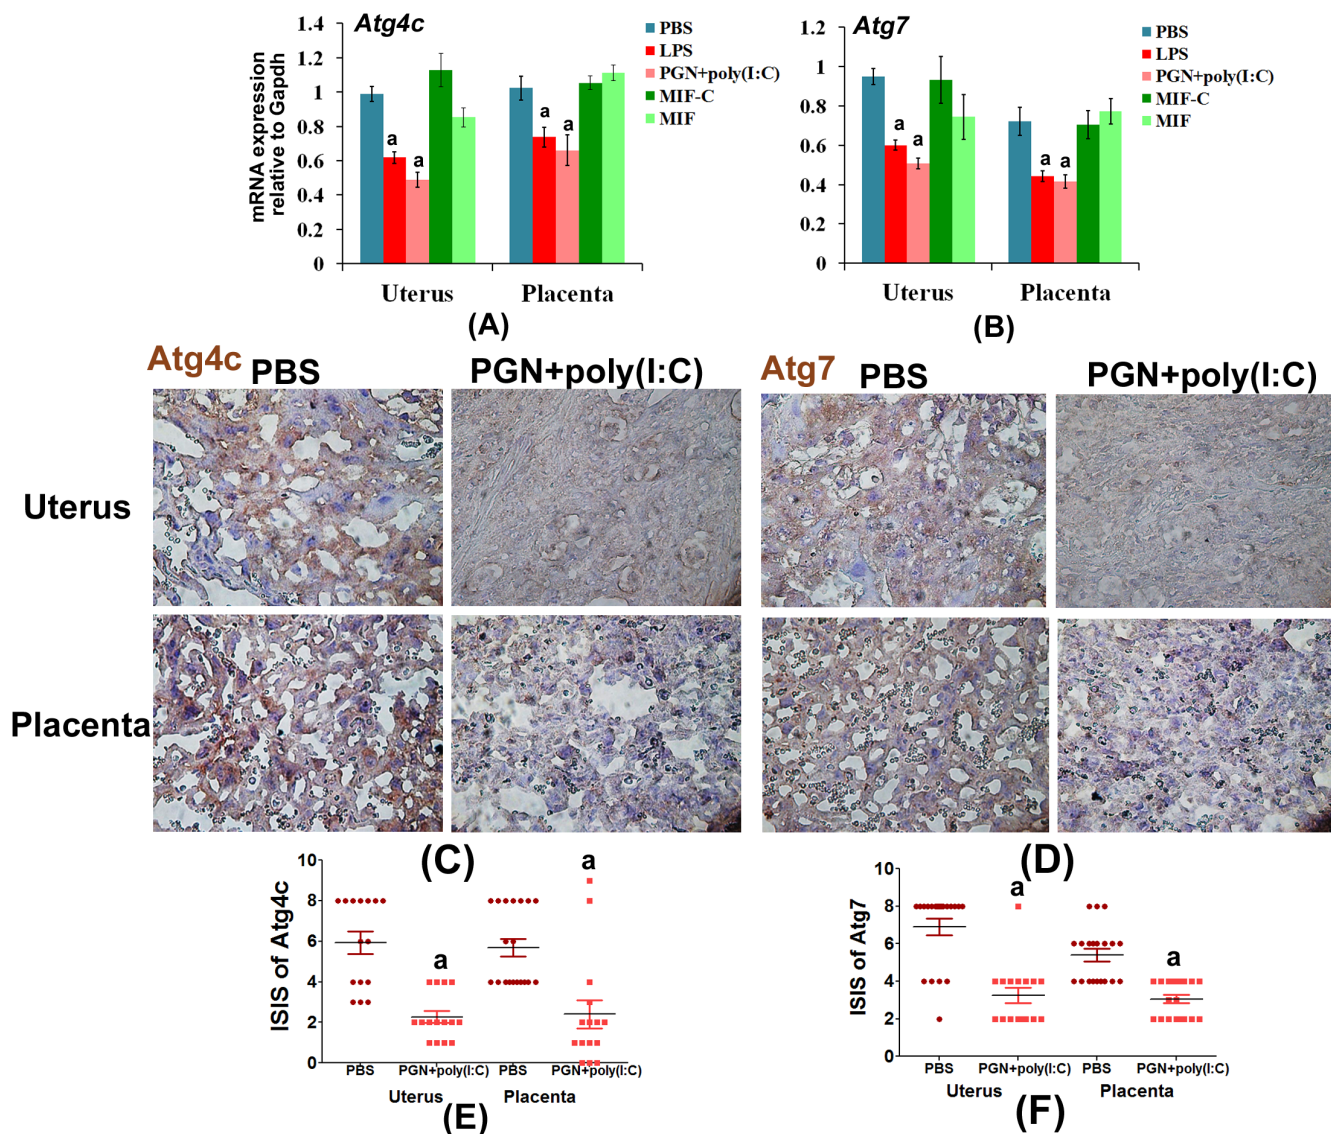 Atg4c
1.4
1.2
1
0.8
0.6
0.4
0.2
0
mRNA expression
relative to Gapdh
a
a
a
a
Uterus
Placenta
PBS
LPS
PGN+poly(I:C)
MIF-C
MIF
(A)
Atg7
1.2
1
0.8
0.6
0.4
0.2
0
a
a
a
a
Uterus
Placenta
PBS
LPS
PGN+poly(I:C)
MIF-C
MIF
(B)
Atg4c
PBS
PGN+poly(I:C)
Atg7
PBS
PGN+poly(I:C)
Uterus
Placenta
(C)
(D)
ISIS of Atg4c
10
8
6
4
2
0
a
a
PBS
PGN+poly(I:C)
PBS
PGN+poly(I:C)
Uterus
Placenta
(E)
ISIS of Atg7
10
8
6
4
2
0
a
a
PBS
PGN+poly(I:C)
PBS
PGN+poly(I:C)
Uterus
Placenta
(F)